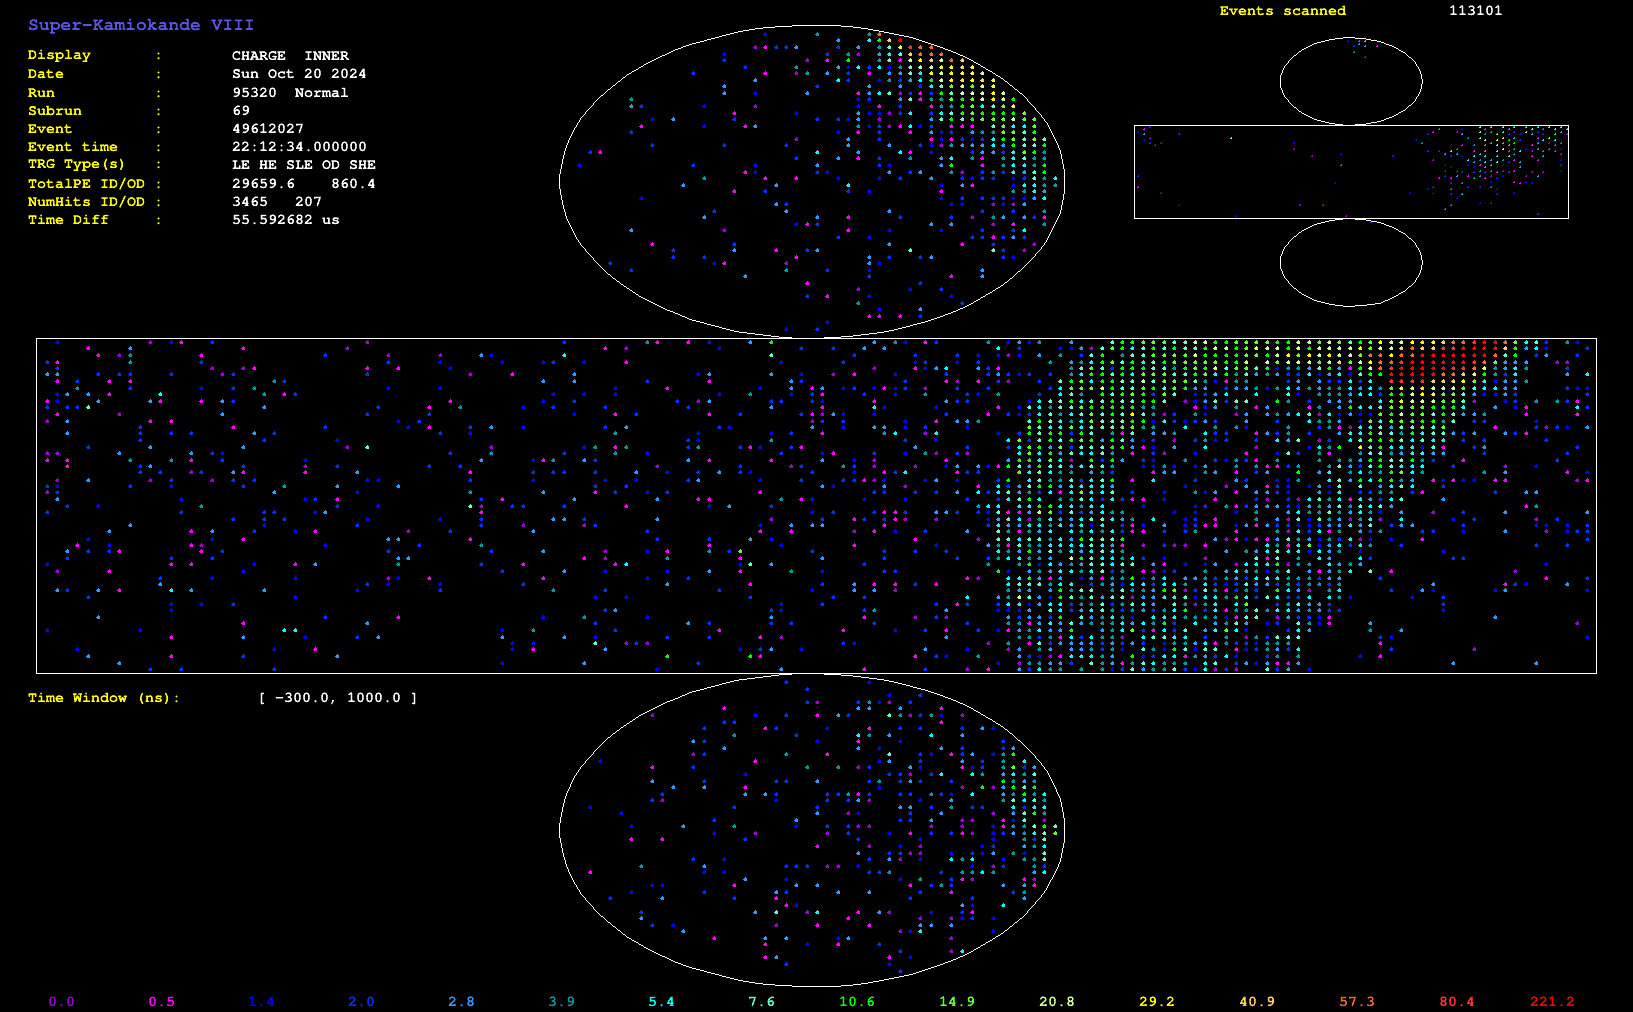 Super-Kamiokande VIII
Events scanned 113101
Display : CHARGE INNER
Date : Sun Oct 20 2024
Run : 95320 Normal
Subrun : 69
Event : 49612027
Event time : 22:12:34.000000
TRG Type(s) : LE HE SLE OD SHE
TotalPE ID/OD : 29659.6 860.4
NumHits ID/OD : 3465 207
Time Diff : 55.592682 us
Time Window (ns): [ -300.0, 1000.0 ]
0.0 0.5 1.4 2.0 2.8 3.9 5.4 7.6 10.6 14.9 20.8 29.2 40.9 57.3 80.4 221.2